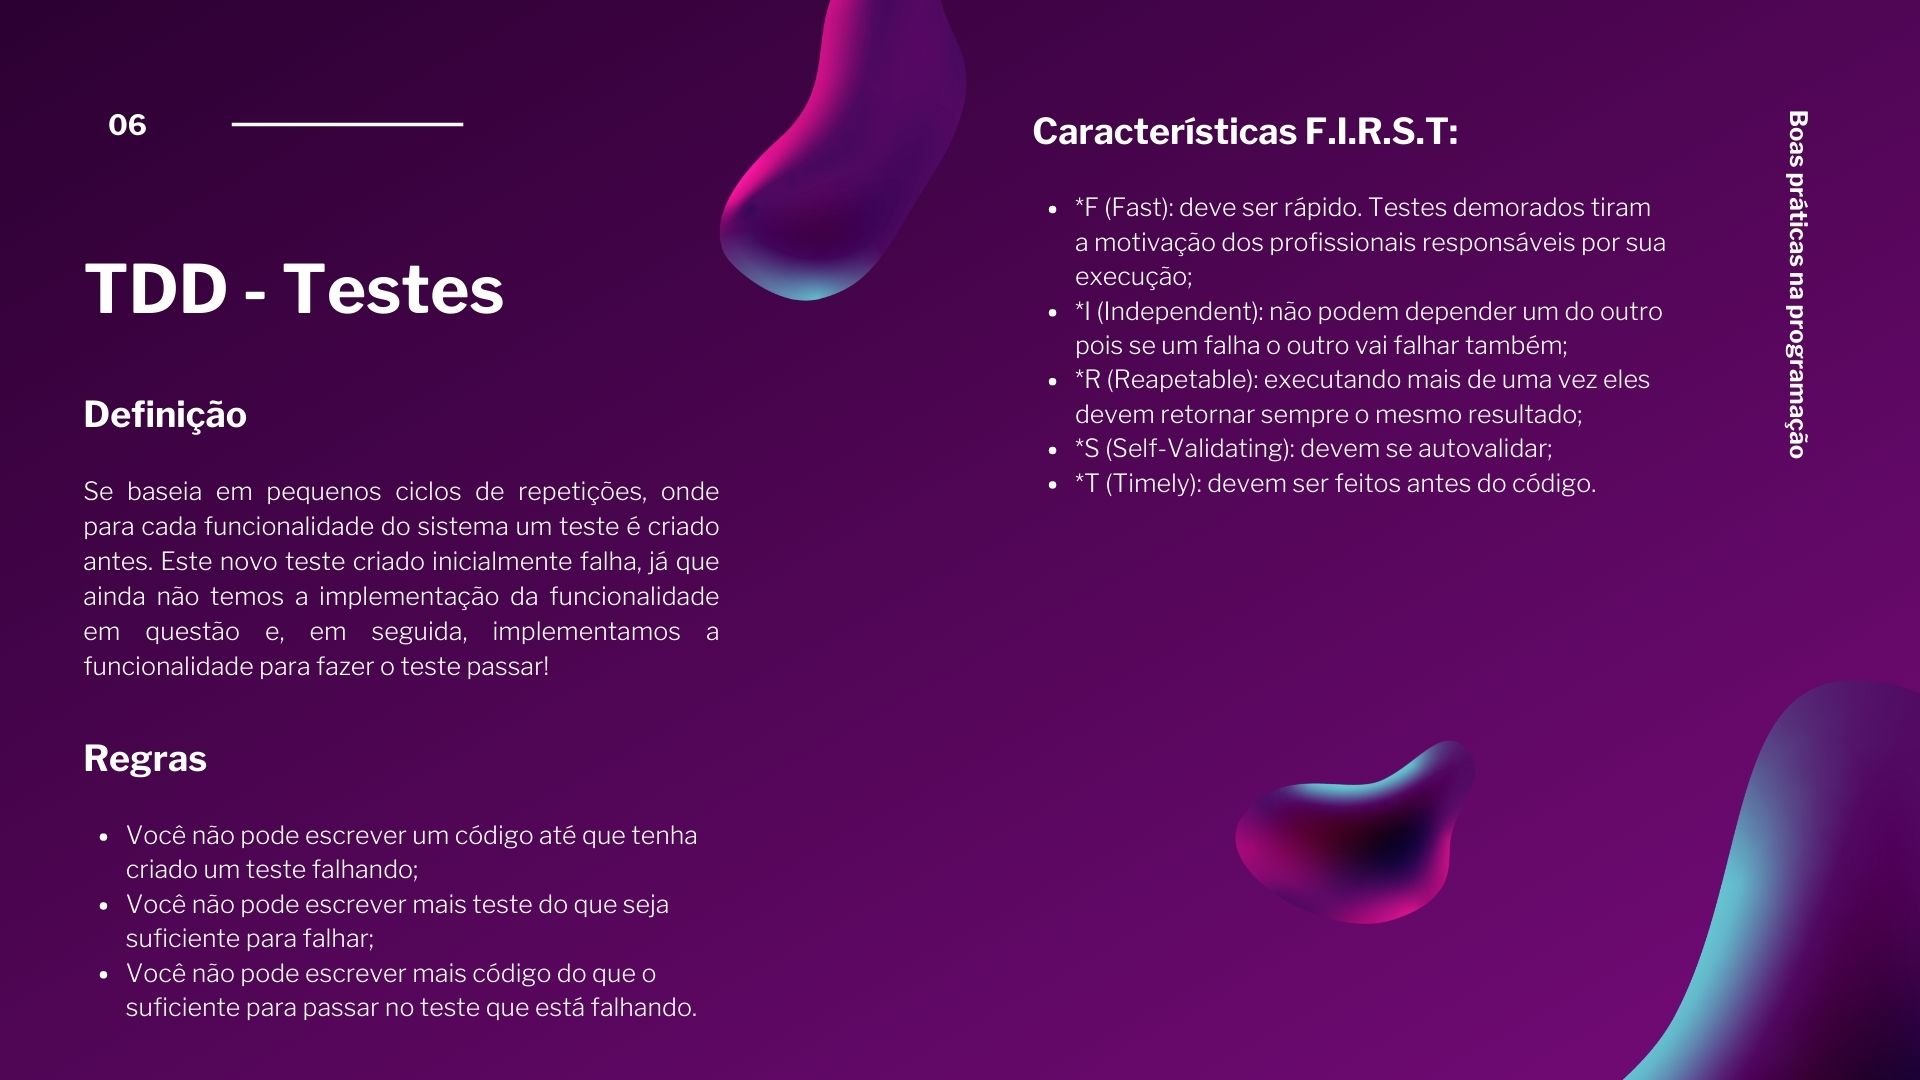 06
TDD - Testes
Definição
Se baseia em pequenos ciclos de repetições, onde
para cada funcionalidade do sistema um teste é criado
antes. Este novo teste criado inicialmente falha, já que
ainda não temos a implementação da funcionalidade
em questão e, em seguida, implementamos a
funcionalidade para fazer o teste passar!
Regras
• Você não pode escrever um código até que tenha
criado um teste falhando;
• Você não pode escrever mais teste do que seja
suficiente para falhar;
• Você não pode escrever mais código do que o
suficiente para passar no teste que está falhando.
Características F.I.R.S.T:
• *F (Fast): deve ser rápido. Testes demorados tiram
a motivação dos profissionais responsáveis por sua
execução;
• *I (Independent): não podem depender um do outro
pois se um falha o outro vai falhar também;
• *R (Reapetable): executando mais de uma vez eles
devem retornar sempre o mesmo resultado;
• *S (Self-Validating): devem se autovalidar;
• *T (Timely): devem ser feitos antes do código.
Boas práticas na programação